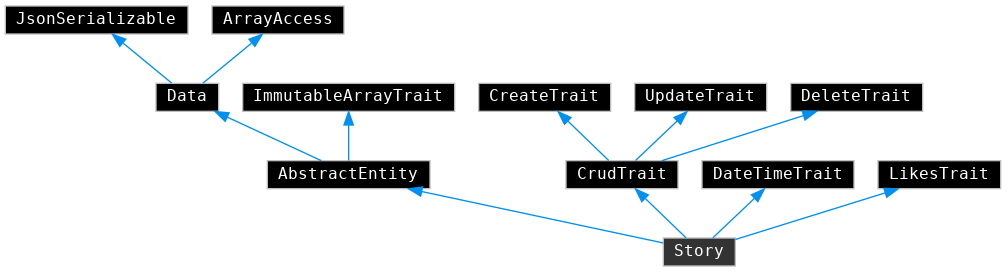 JsonSerializable
ArrayAccess
Data
ImmutableArrayTrait
CreateTrait
UpdateTrait
DeleteTrait
AbstractEntity
CrudTrait
DateTimeTrait
LikesTrait
Story